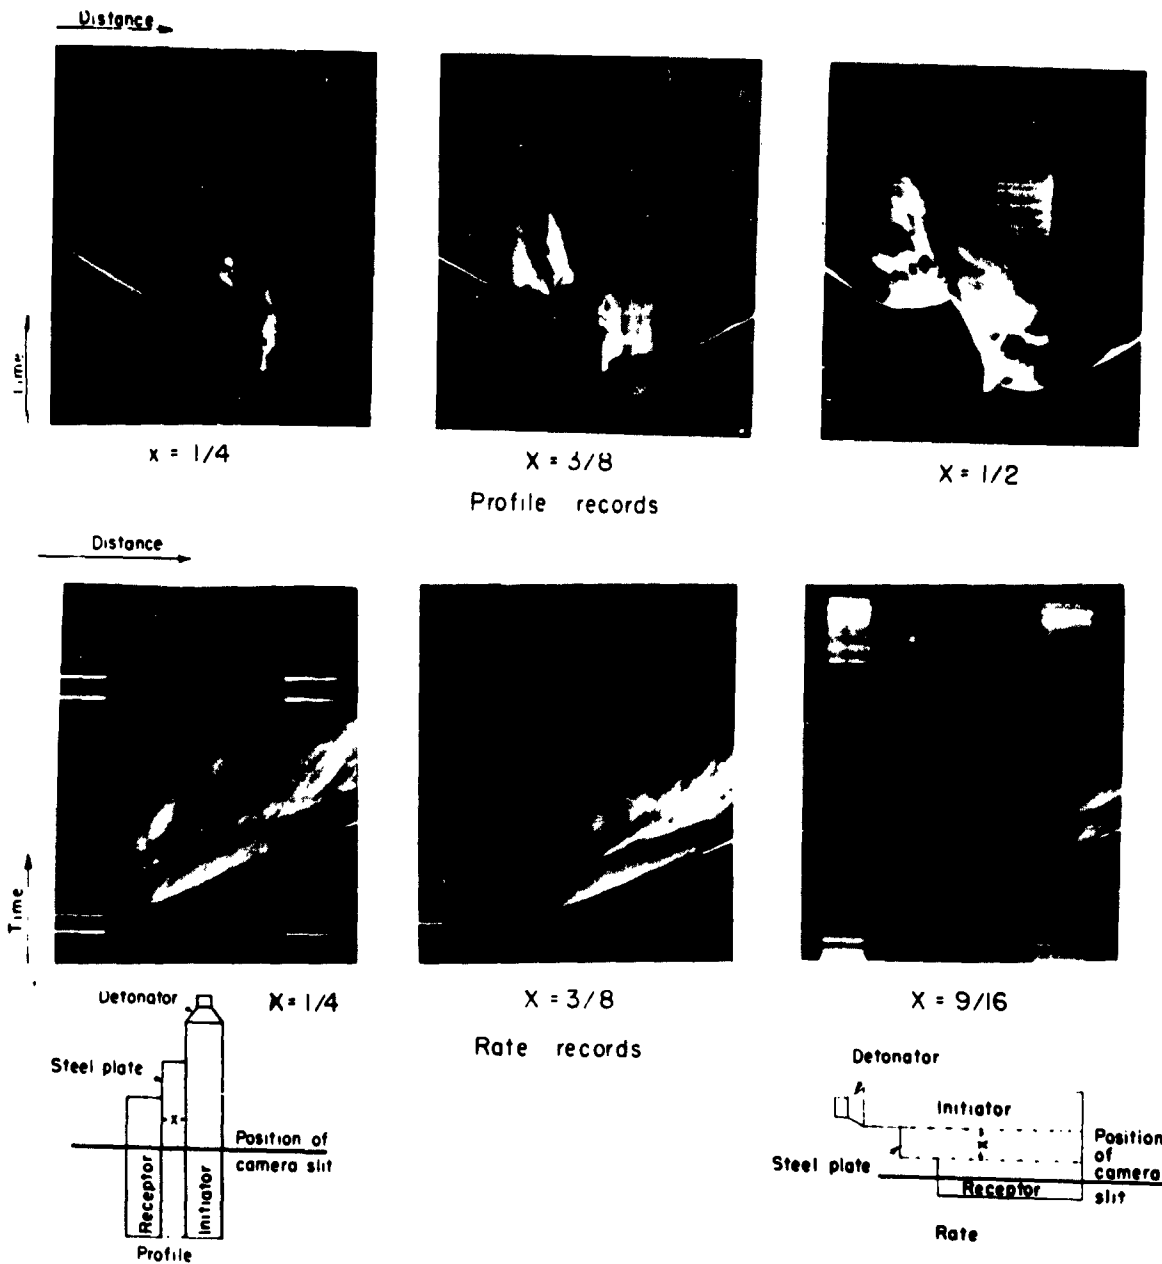 Distance
Time
x = 1/4
X = 3/8
X = 1/2
Profile records
Distance
Time
X = 1/4
X = 3/8
X = 9/16
Rate records
Detonator
Steel plate
X
Position of
camera slit
Receptor
Initiator
Profile
Detonator
Initiator
X
Steel plate
Position
of
camera
slit
Receptor
Rate